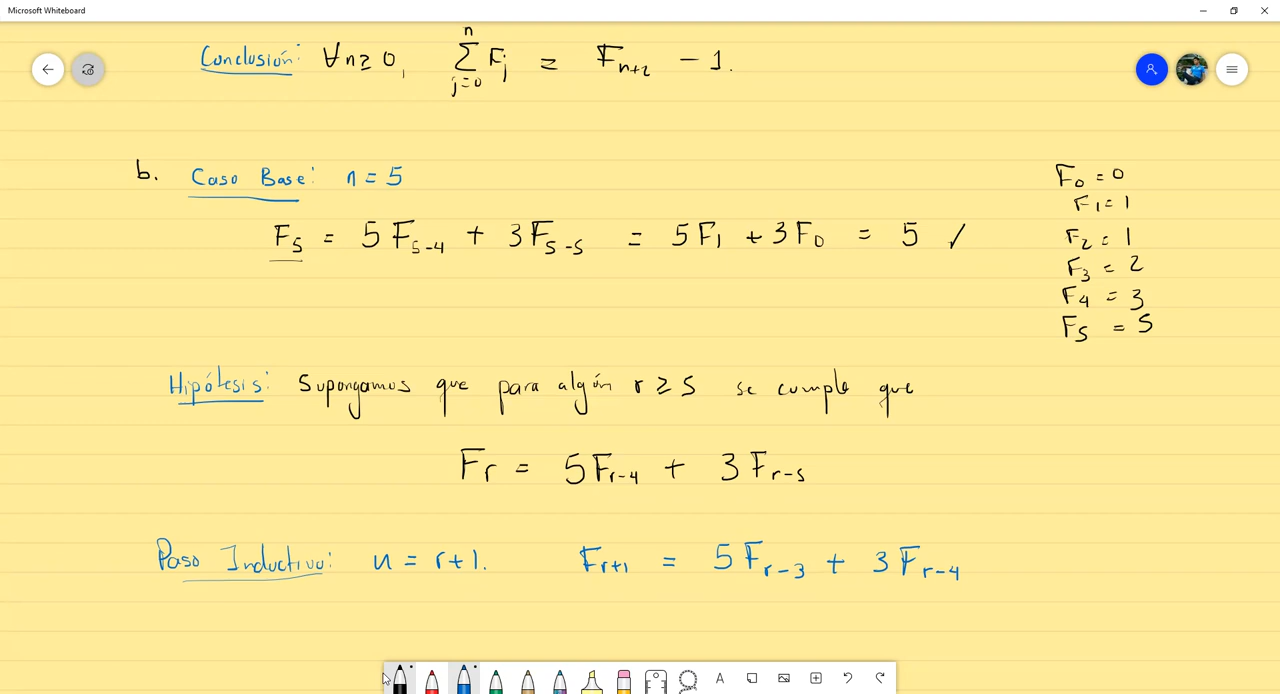 Microsoft Whiteboard
Conclusión: ∀n≥0, ∑_{j=0}^{n} F_j = F_{n+2} - 1.
b. Caso Base: n = 5
F_5 = 5F_{5-4} + 3F_{5-5} = 5F_1 + 3F_0 = 5 ✓
F_0 = 0
F_1 = 1
F_2 = 1
F_3 = 2
F_4 = 3
F_5 = 5
Hipótesis: Supongamos que para algún r ≥ 5 se cumple que
F_r = 5F_{r-4} + 3F_{r-5}
Paso Inductivo: n = r+1. F_{r+1} = 5F_{r-3} + 3F_{r-4}